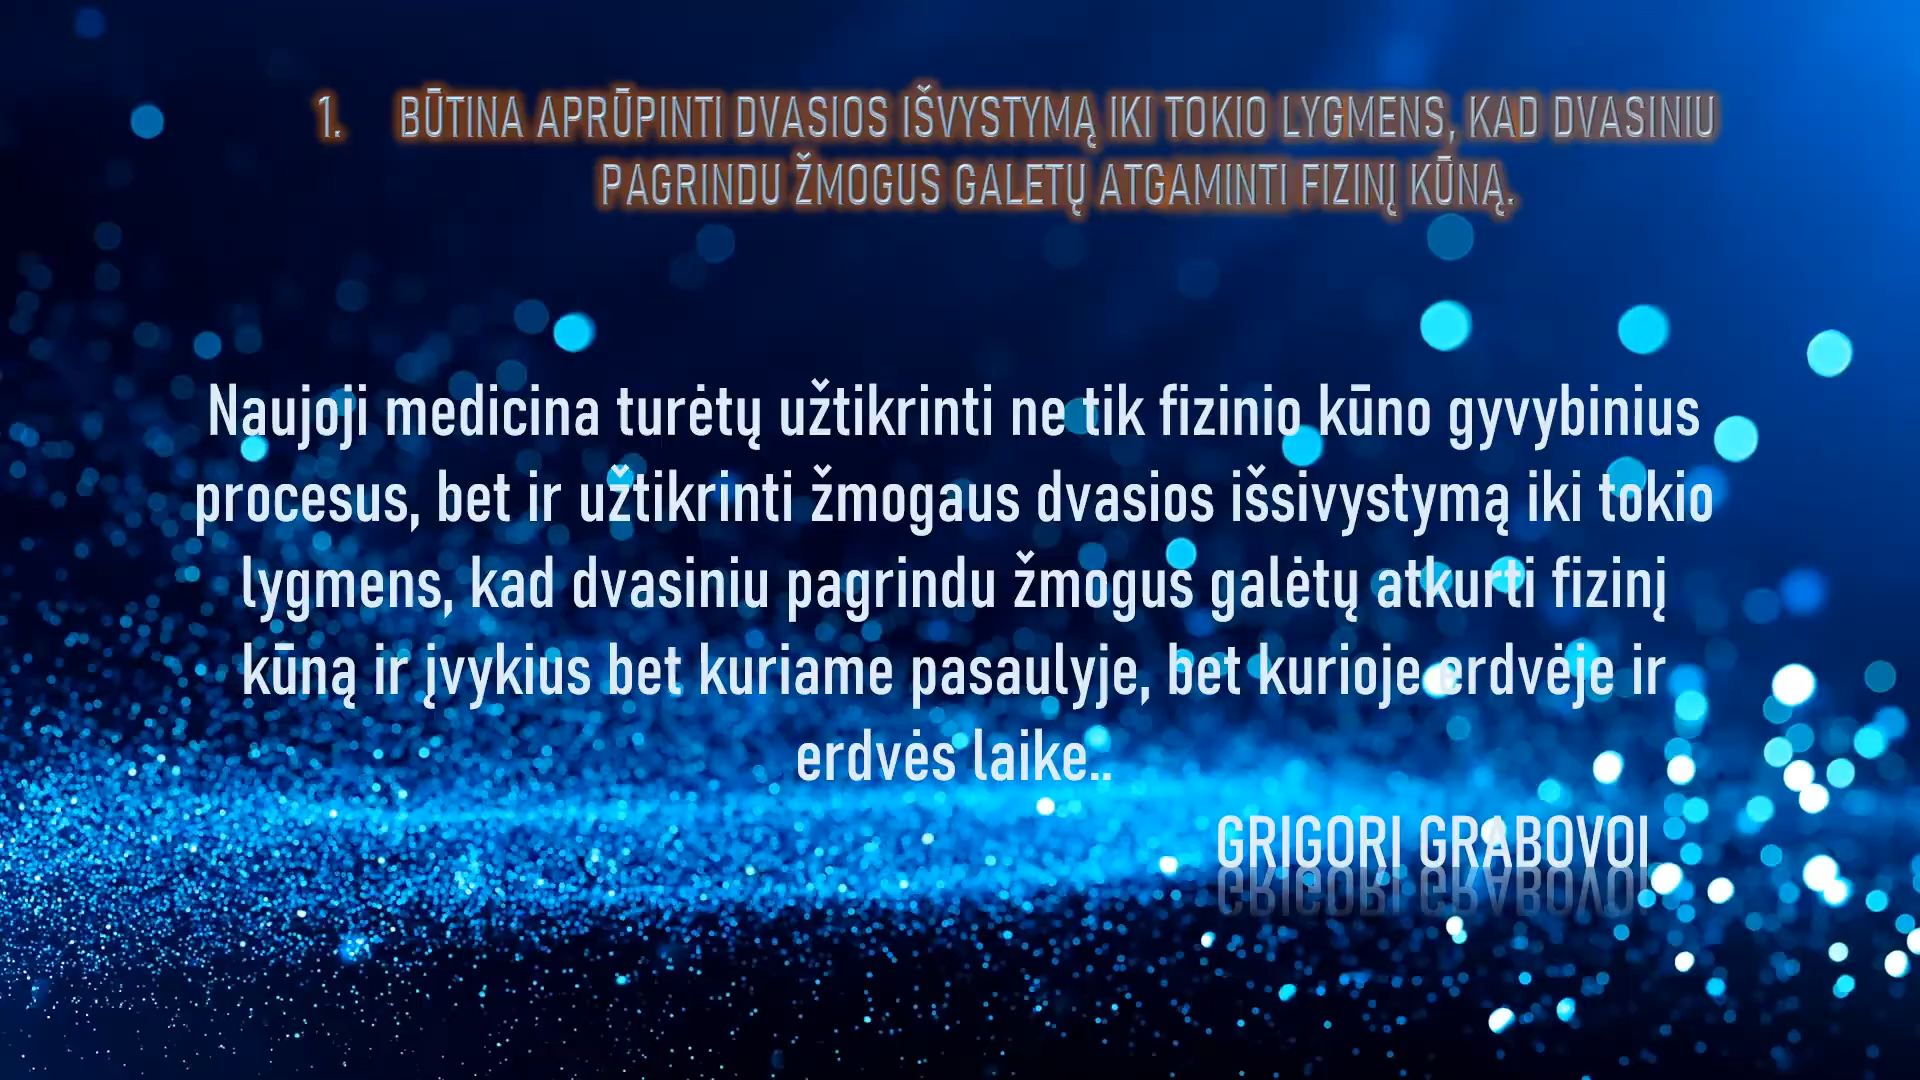 1. BŪTINA APRŪPINTI DVASIOS IŠVYSTYMĄ IKI TOKIO LYGMENS, KAD DVASINIU
PAGRINDU ŽMOGUS GALETŲ ATGAMINTI FIZINĮ KŪNĄ.
Naujoji medicina turėtų užtikrinti ne tik fizinio kūno gyvybinius
procesus, bet ir užtikrinti žmogaus dvasios išsivystymą iki tokio
lygmens, kad dvasiniu pagrindu žmogus galėtų atkurti fizinį
kūną ir įvykius bet kuriame pasaulyje, bet kurioje erdvėje ir
erdvės laike..
GRIGORI GRABOVOI